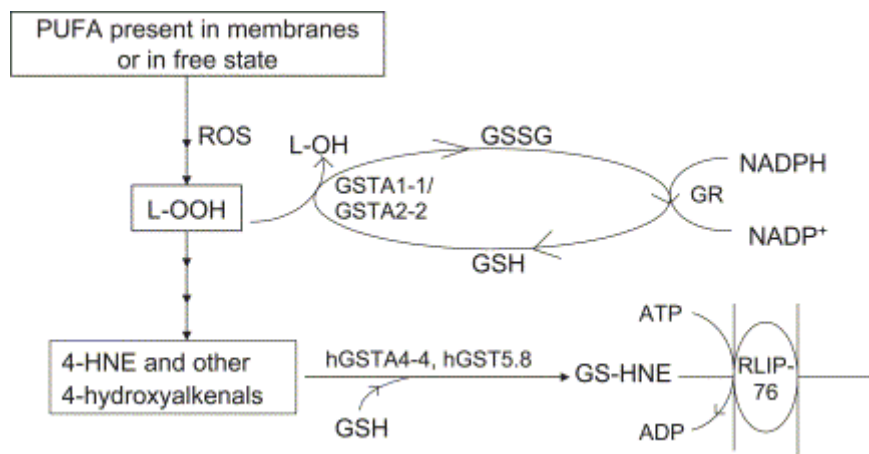 PUFA present in membranes
or in free state
ROS
L-OH
GSSG
NADPH
GSTA1-1/
GSTA2-2
GR
L-OOH
NADP+
GSH
ATP
4-HNE and other
4-hydroxyalkenals
hGSTA4-4, hGST5.8
GS-HNE
RLIP-
76
GSH
ADP